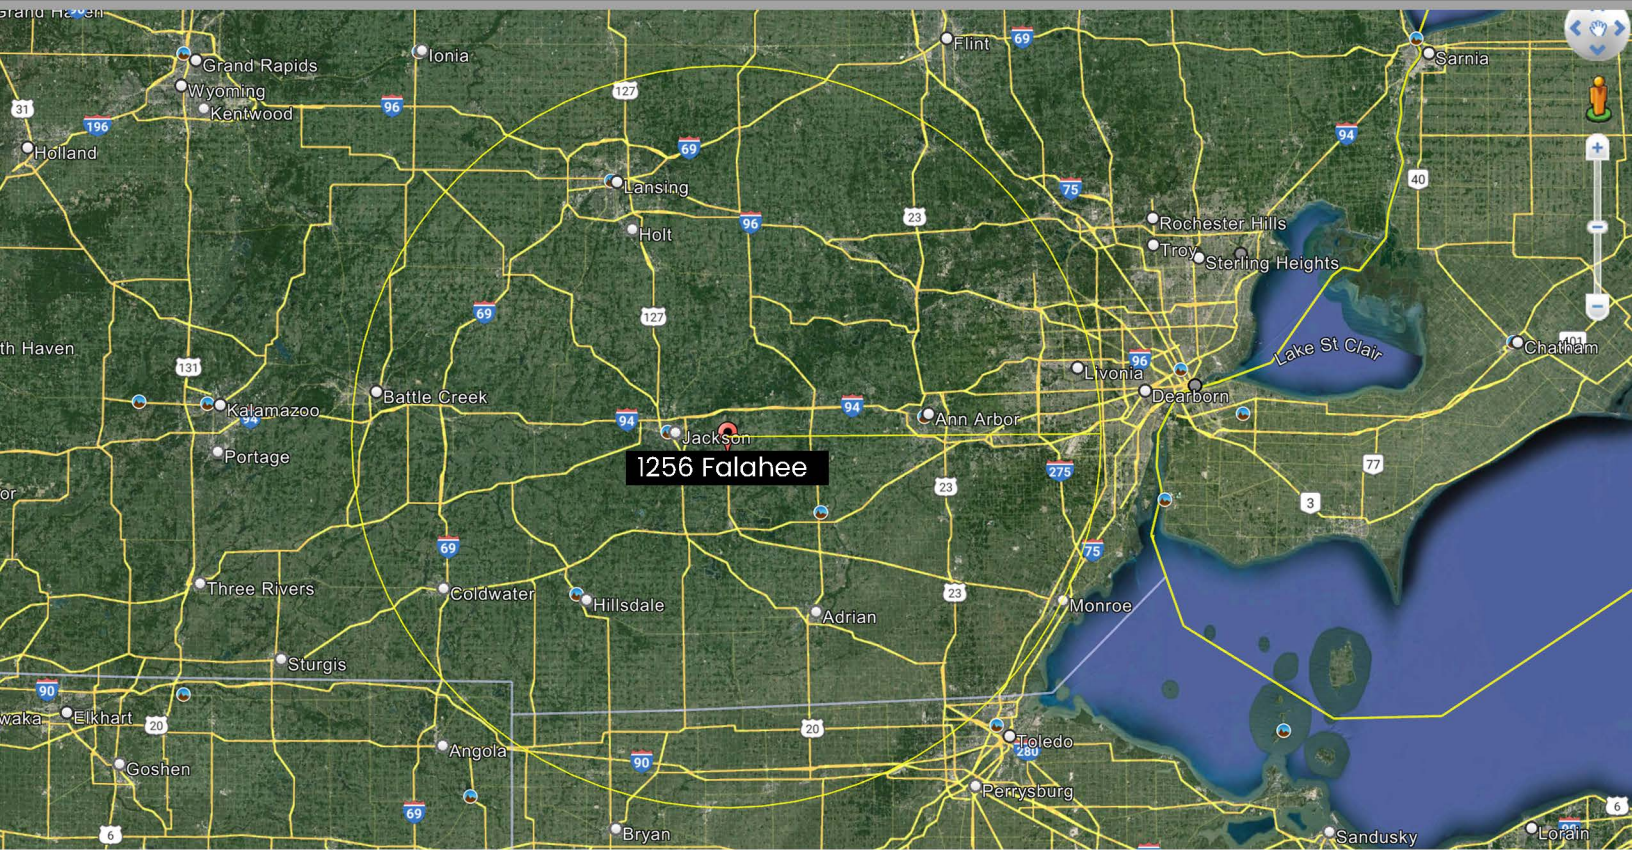 Grand Haven
96
Flint
69
Sarnia
Ionia
Grand Rapids
Wyoming
Kentwood
31
196
96
127
69
94
Holland
Lansing
75
40
Holt
96
23
Rochester Hills
Troy
Sterling Heights
69
127
th Haven
131
Lake St Clair
Chatham
Livonia
96
Dearborn
Battle Creek
Kalamazoo
94
94
94
Ann Arbor
Jackson
1256 Falahee
Portage
275
77
or
23
3
69
75
Three Rivers
Coldwater
Hillsdale
Adrian
23
Monroe
Sturgis
90
waka
Elkhart
20
20
Angola
90
Toledo
280
Goshen
Perrysburg
69
6
Bryan
Sandusky
Lorain
90
6